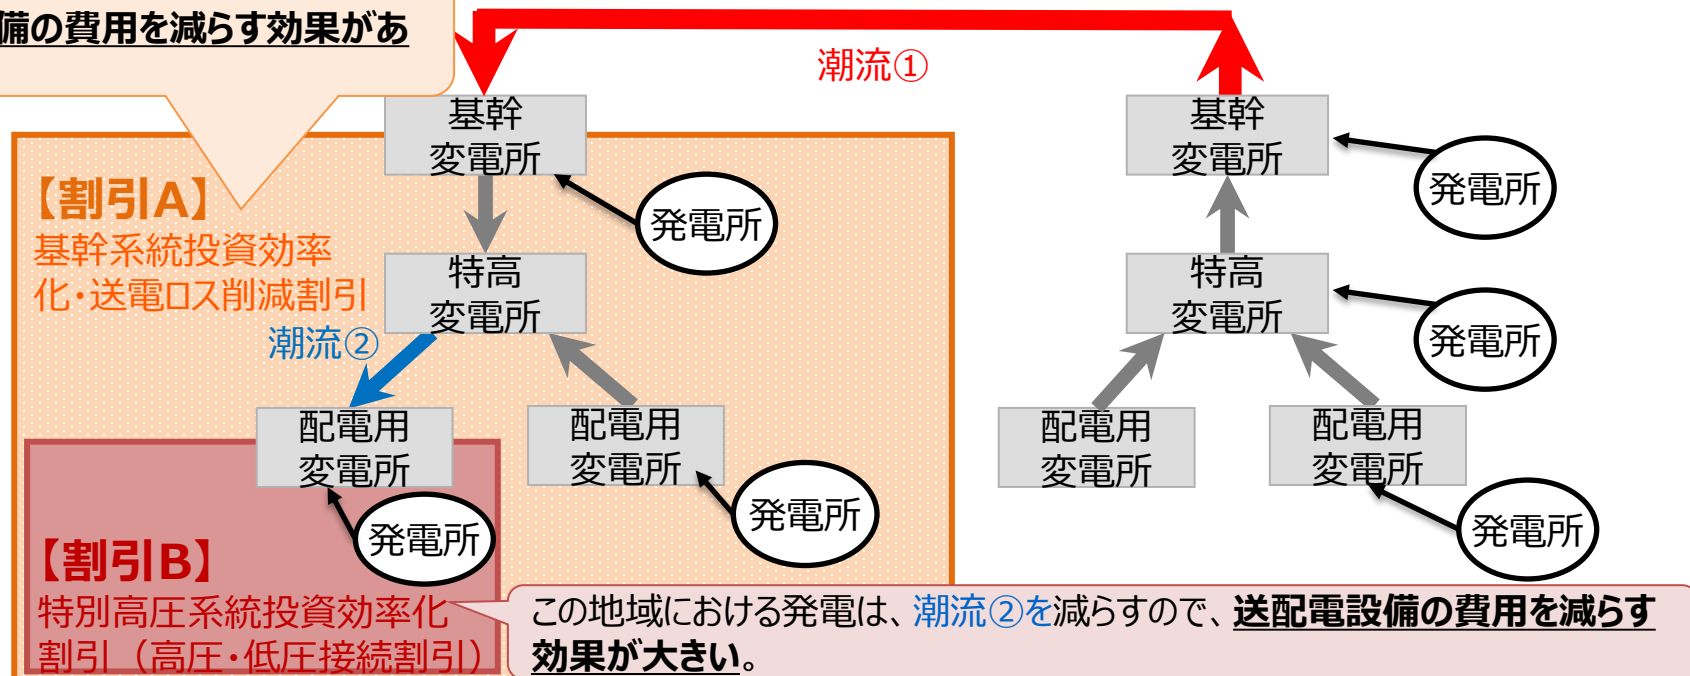 備の費用を減らす効果があ
潮流①
基幹
変電所
基幹
変電所
発電所
発電所
【割引A】
基幹系統投資効率
化・送電ロス削減割引
特高
変電所
特高
変電所
発電所
潮流②
配電用
変電所
配電用
変電所
配電用
変電所
配電用
変電所
発電所
発電所
発電所
【割引B】
特別高圧系統投資効率化
割引（高圧・低圧接続割引）
この地域における発電は、潮流②を減らすので、送配電設備の費用を減らす
効果が大きい。